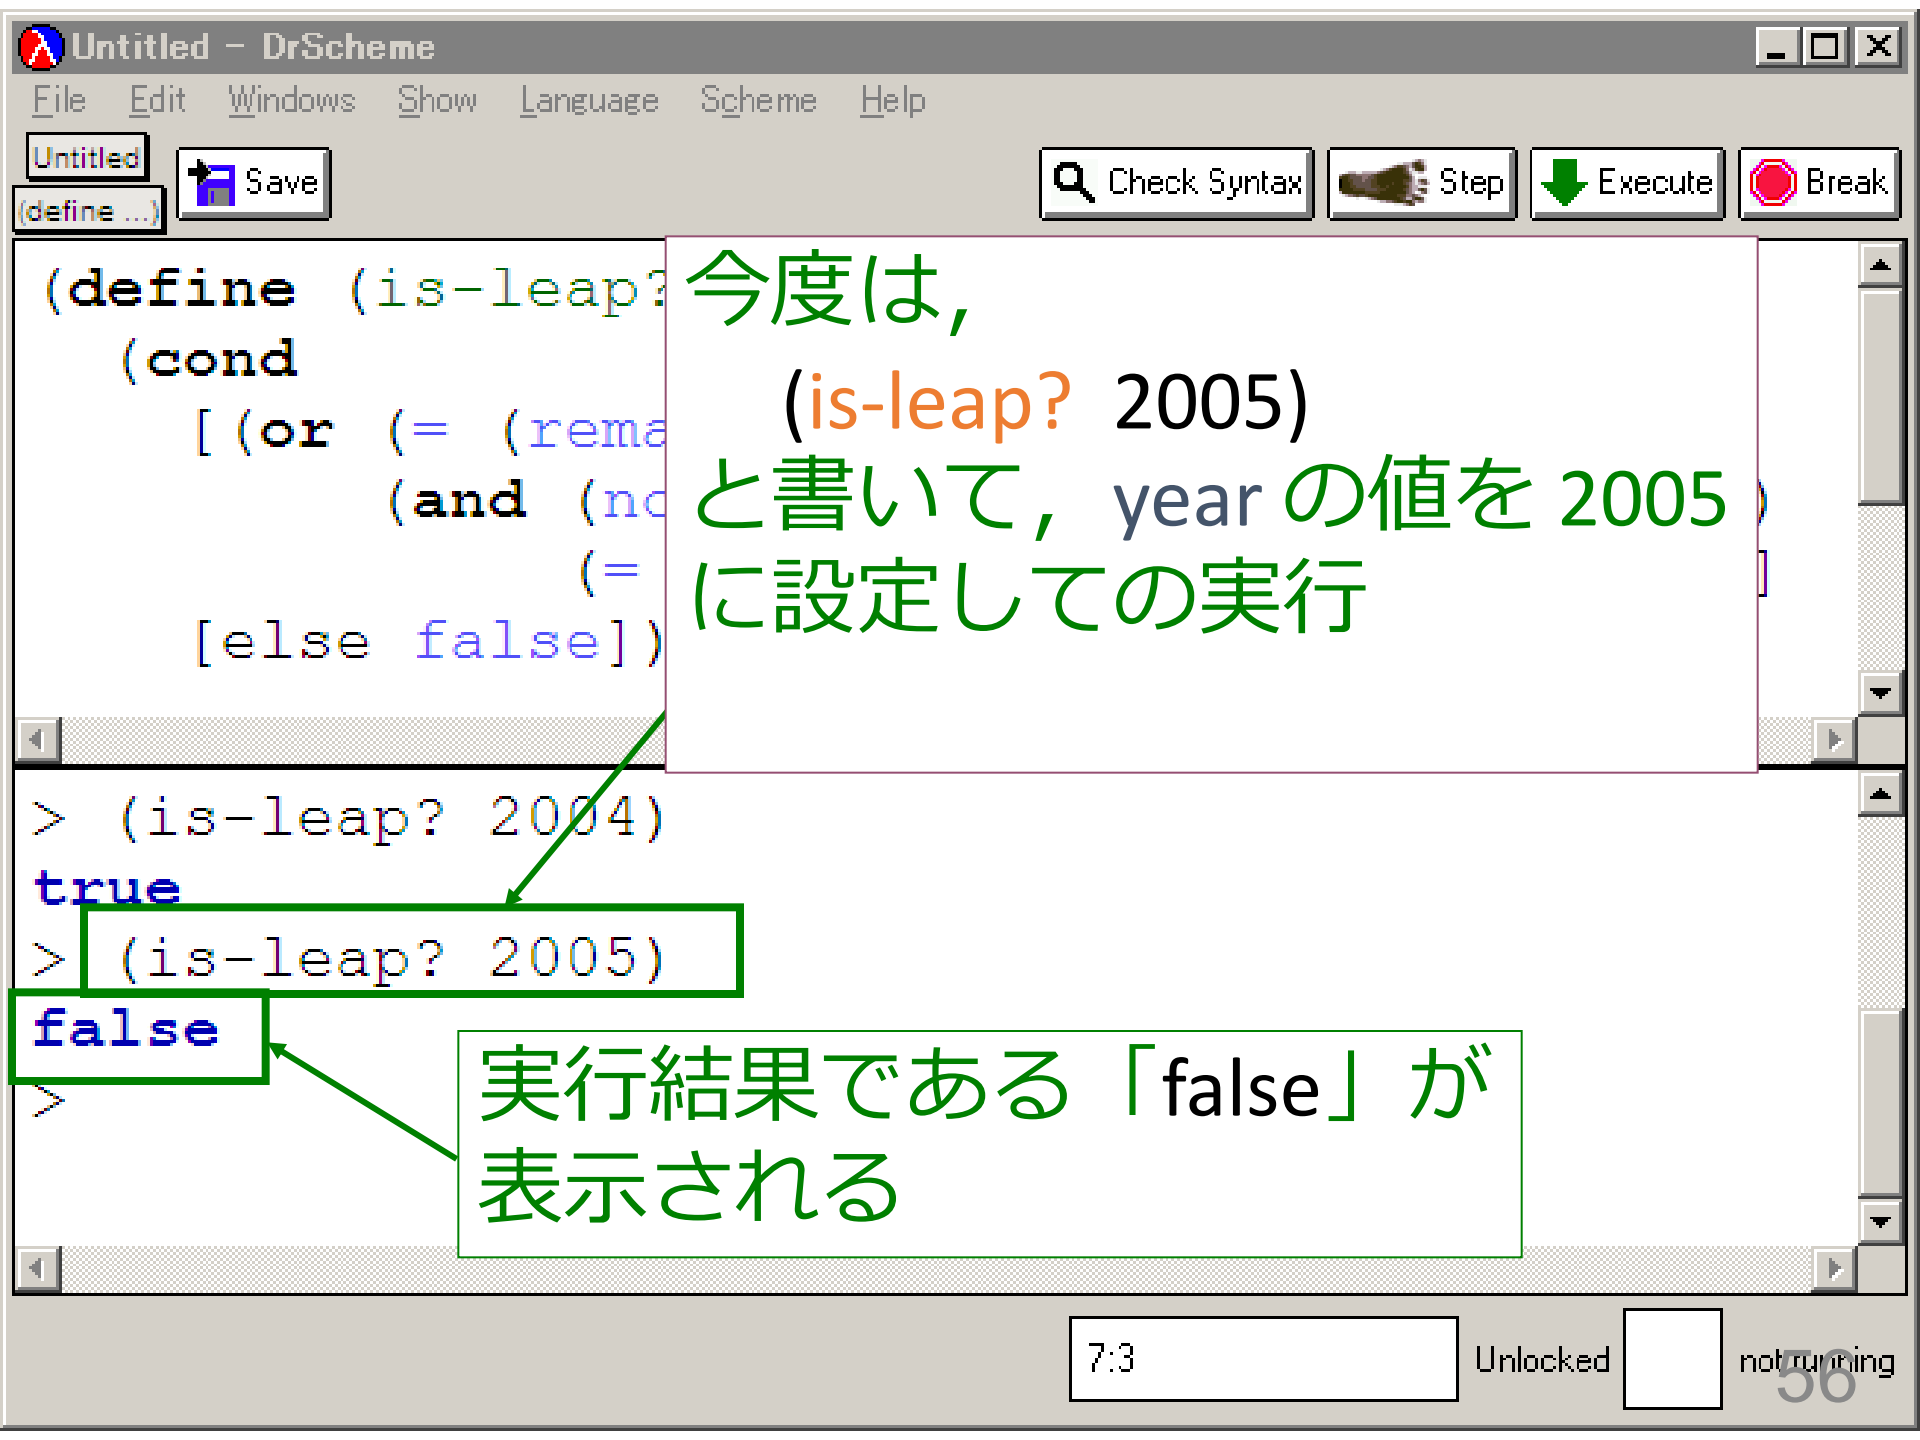 Untitled - DrScheme
File Edit Windows Show Language Scheme Help
Untitled
Save
Check Syntax
Step
Execute
Break
(define ...)
(define (is-leap?
(cond
[(or (= (rema
(and (no
)
(=
]
[else false])
今度は,
(is-leap? 2005)
と書いて, year の値を 2005
に設定しての実行
> (is-leap? 2004)
true
> (is-leap? 2005)
false
>
実行結果である「false」が
表示される
7:3
Unlocked
not running
56